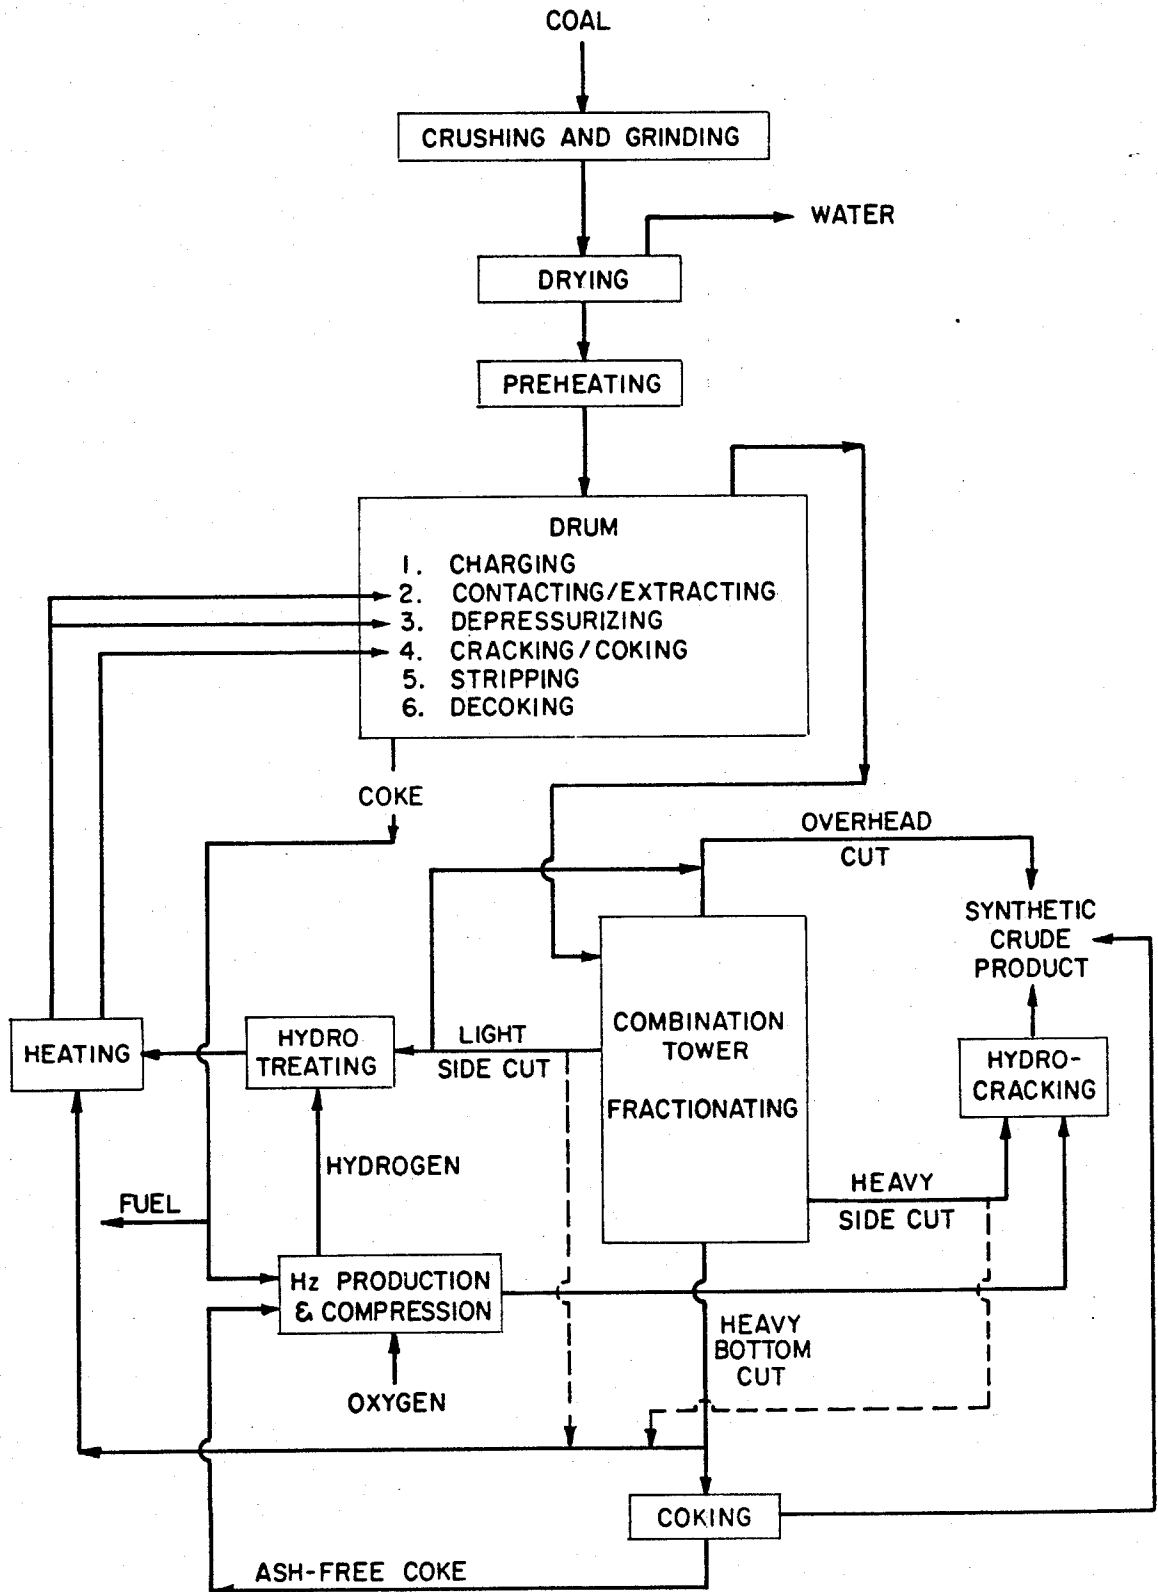 COAL
CRUSHING AND GRINDING
WATER
DRYING
PREHEATING
DRUM
1. CHARGING
2. CONTACTING/EXTRACTING
3. DEPRESSURIZING
4. CRACKING/COKING
5. STRIPPING
6. DECOKING
COKE
OVERHEAD
CUT
SYNTHETIC
CRUDE
PRODUCT
HEATING
HYDRO
TREATING
LIGHT
SIDE CUT
COMBINATION
TOWER
FRACTIONATING
HYDRO-
CRACKING
HYDROGEN
HEAVY
SIDE CUT
FUEL
Hz PRODUCTION
& COMPRESSION
OXYGEN
HEAVY
BOTTOM
CUT
COKING
ASH-FREE COKE